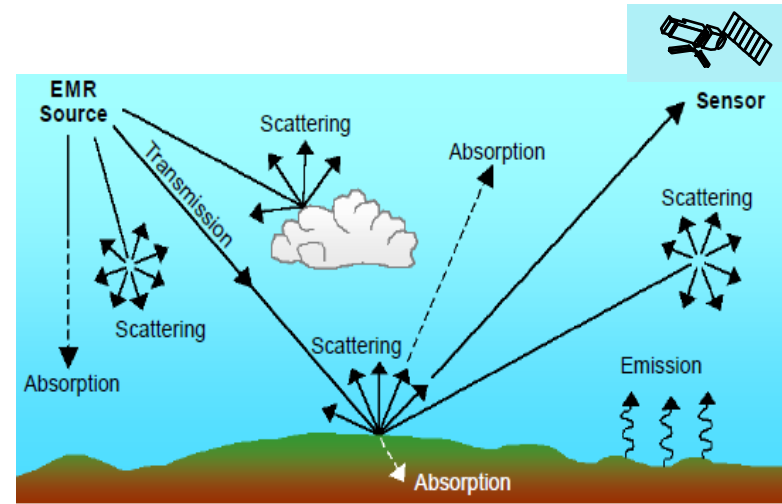 EMR
Source
Sensor
Scattering
Absorption
Transmission
Scattering
Scattering
Scattering
Absorption
Emission
Absorption